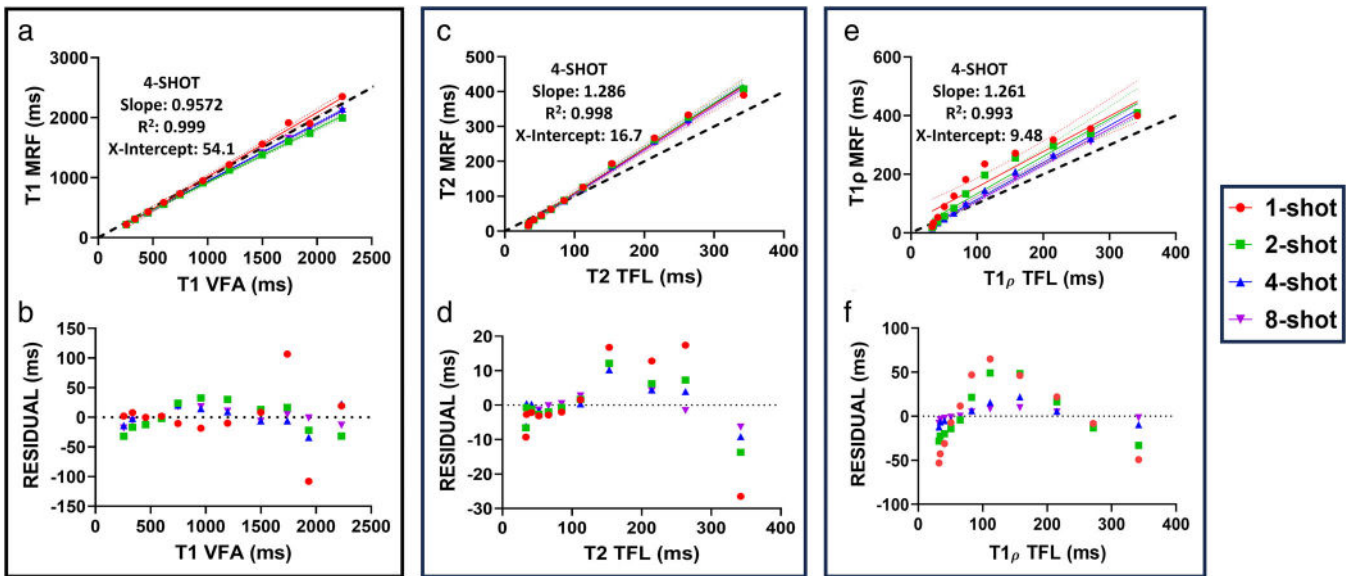 a
T1 MRF (ms)
3000
2000
1000
0
4-SHOT
Slope: 0.9572
R²: 0.999
X-Intercept: 54.1
0 500 1000 1500 2000 2500
T1 VFA (ms)
b
RESIDUAL (ms)
150
100
50
0
-50
-100
-150
0 500 1000 1500 2000 2500
T1 VFA (ms)
c
T2 MRF (ms)
500
400
300
200
100
0
4-SHOT
Slope: 1.286
R²: 0.998
X-Intercept: 16.7
0 100 200 300 400
T2 TFL (ms)
d
RESIDUAL (ms)
20
10
0
-10
-20
-30
0 100 200 300 400
T2 TFL (ms)
e
T1ρ MRF (ms)
600
400
200
0
4-SHOT
Slope: 1.261
R²: 0.993
X-Intercept: 9.48
0 100 200 300 400
T1ρ TFL (ms)
f
RESIDUAL (ms)
100
50
0
-50
-100
0 100 200 300 400
T1ρ TFL (ms)
1-shot
2-shot
4-shot
8-shot